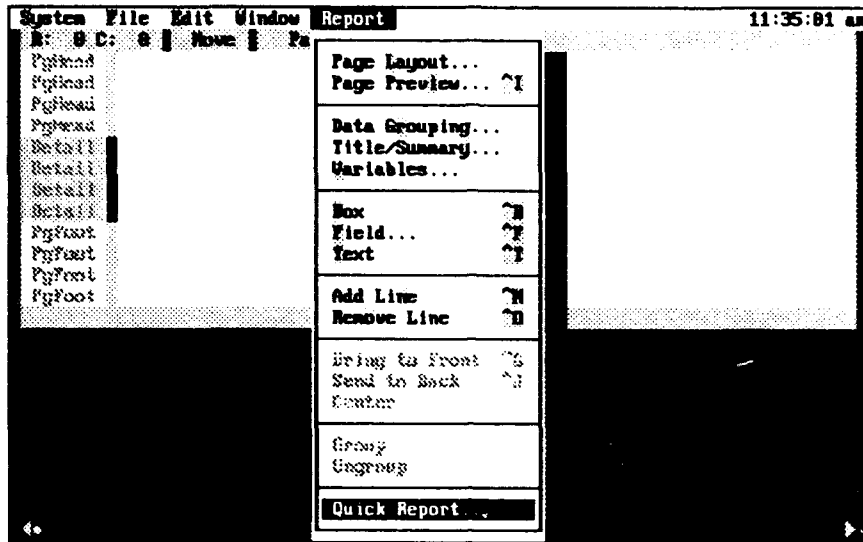 System File Edit Window Report 11:35:01 am
R: 0 C: 0 Move Pa
PgHead
PgHead
PgHead
PgHead
Detail
Detail
Detail
Detail
PgFoot
PgFoot
PgFoot
PgFoot
Page Layout...
Page Preview... ^I
Data Grouping...
Title/Summary...
Variables...
Box ^B
Field... ^F
Text ^T
Add Line ^N
Remove Line ^O
Bring to Front ^G
Send to Back ^J
Center
Group
Ungroup
Quick Report...